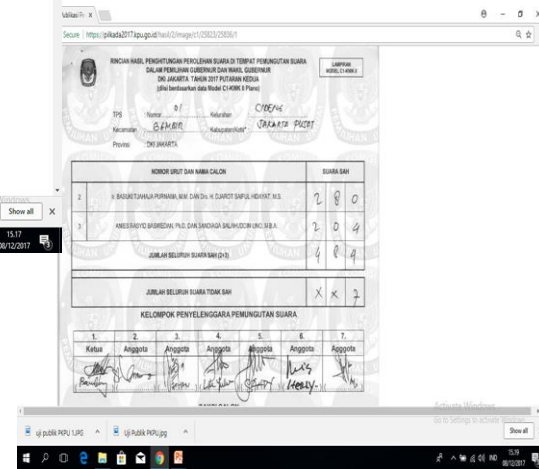 Secure https://pilkada2017.kpu.go.id/hasil/2/image/c1/25823/25836/1
RINCIAN HASIL PENGHITUNGAN PEROLEHAN SUARA DI TEMPAT PEMUNGUTAN SUARA
DALAM PEMILIHAN GUBERNUR DAN WAKIL GUBERNUR
DKI JAKARTA TAHUN 2017 PUTARAN KEDUA
(diisi berdasarkan data Model C1-KWK Plano)
LAMPIRAN
MODEL C1-KWK
TPS : Nomor 01 Kelurahan CIDENG
Kecamatan : GAMBIR Kabupaten/Kota* : JAKARTA PUSAT
Provinsi : DKI JAKARTA
NOMOR URUT DAN NAMA CALON SUARA SAH
2. Ir. BASUKI TJAHAJA PURNAMA, M.M. DAN Drs. H. DJAROT SAIFUL HIDAYAT, M.S. 2 8 0
3. ANIES RASYID BASWEDAN, Ph.D. DAN SANDIAGA SALAHUDDIN UNO, M.B.A. 2 0 9
JUMLAH SELURUH SUARA SAH (2+3) 4 8 9
JUMLAH SELURUH SUARA TIDAK SAH X X 7
KELOMPOK PENYELENGGARA PEMUNGUTAN SUARA
1. 2. 3. 4. 5. 6. 7.
Ketua Anggota Anggota Anggota Anggota Anggota Anggota
Show all X
15.17
08/12/2017
Activate Windows
Go to Settings to activate Windows.
uji publik PKPU 1.JPG Uji Publik PKPU.jpg Show all
IND 15.19
08/12/2017